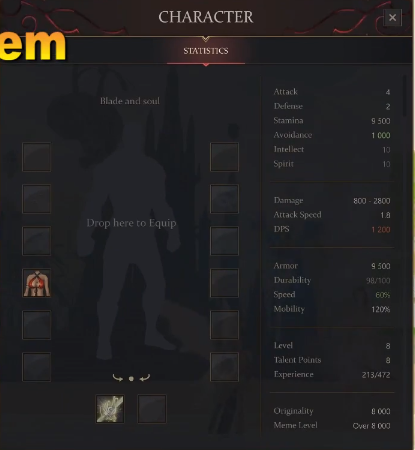 CHARACTER
em
STATISTICS
Blade and soul
Drop here to Equip
Attack 4
Defense 2
Stamina 9 500
Avoidance 1 000
Intellect 10
Spirit 10
Damage 800 - 2800
Attack Speed 1.8
DPS 1 200
Armor 9 500
Durability 98/100
Speed 60%
Mobility 120%
Level 8
Talent Points 8
Experience 213/472
Originality 8 000
Meme Level Over 8 000